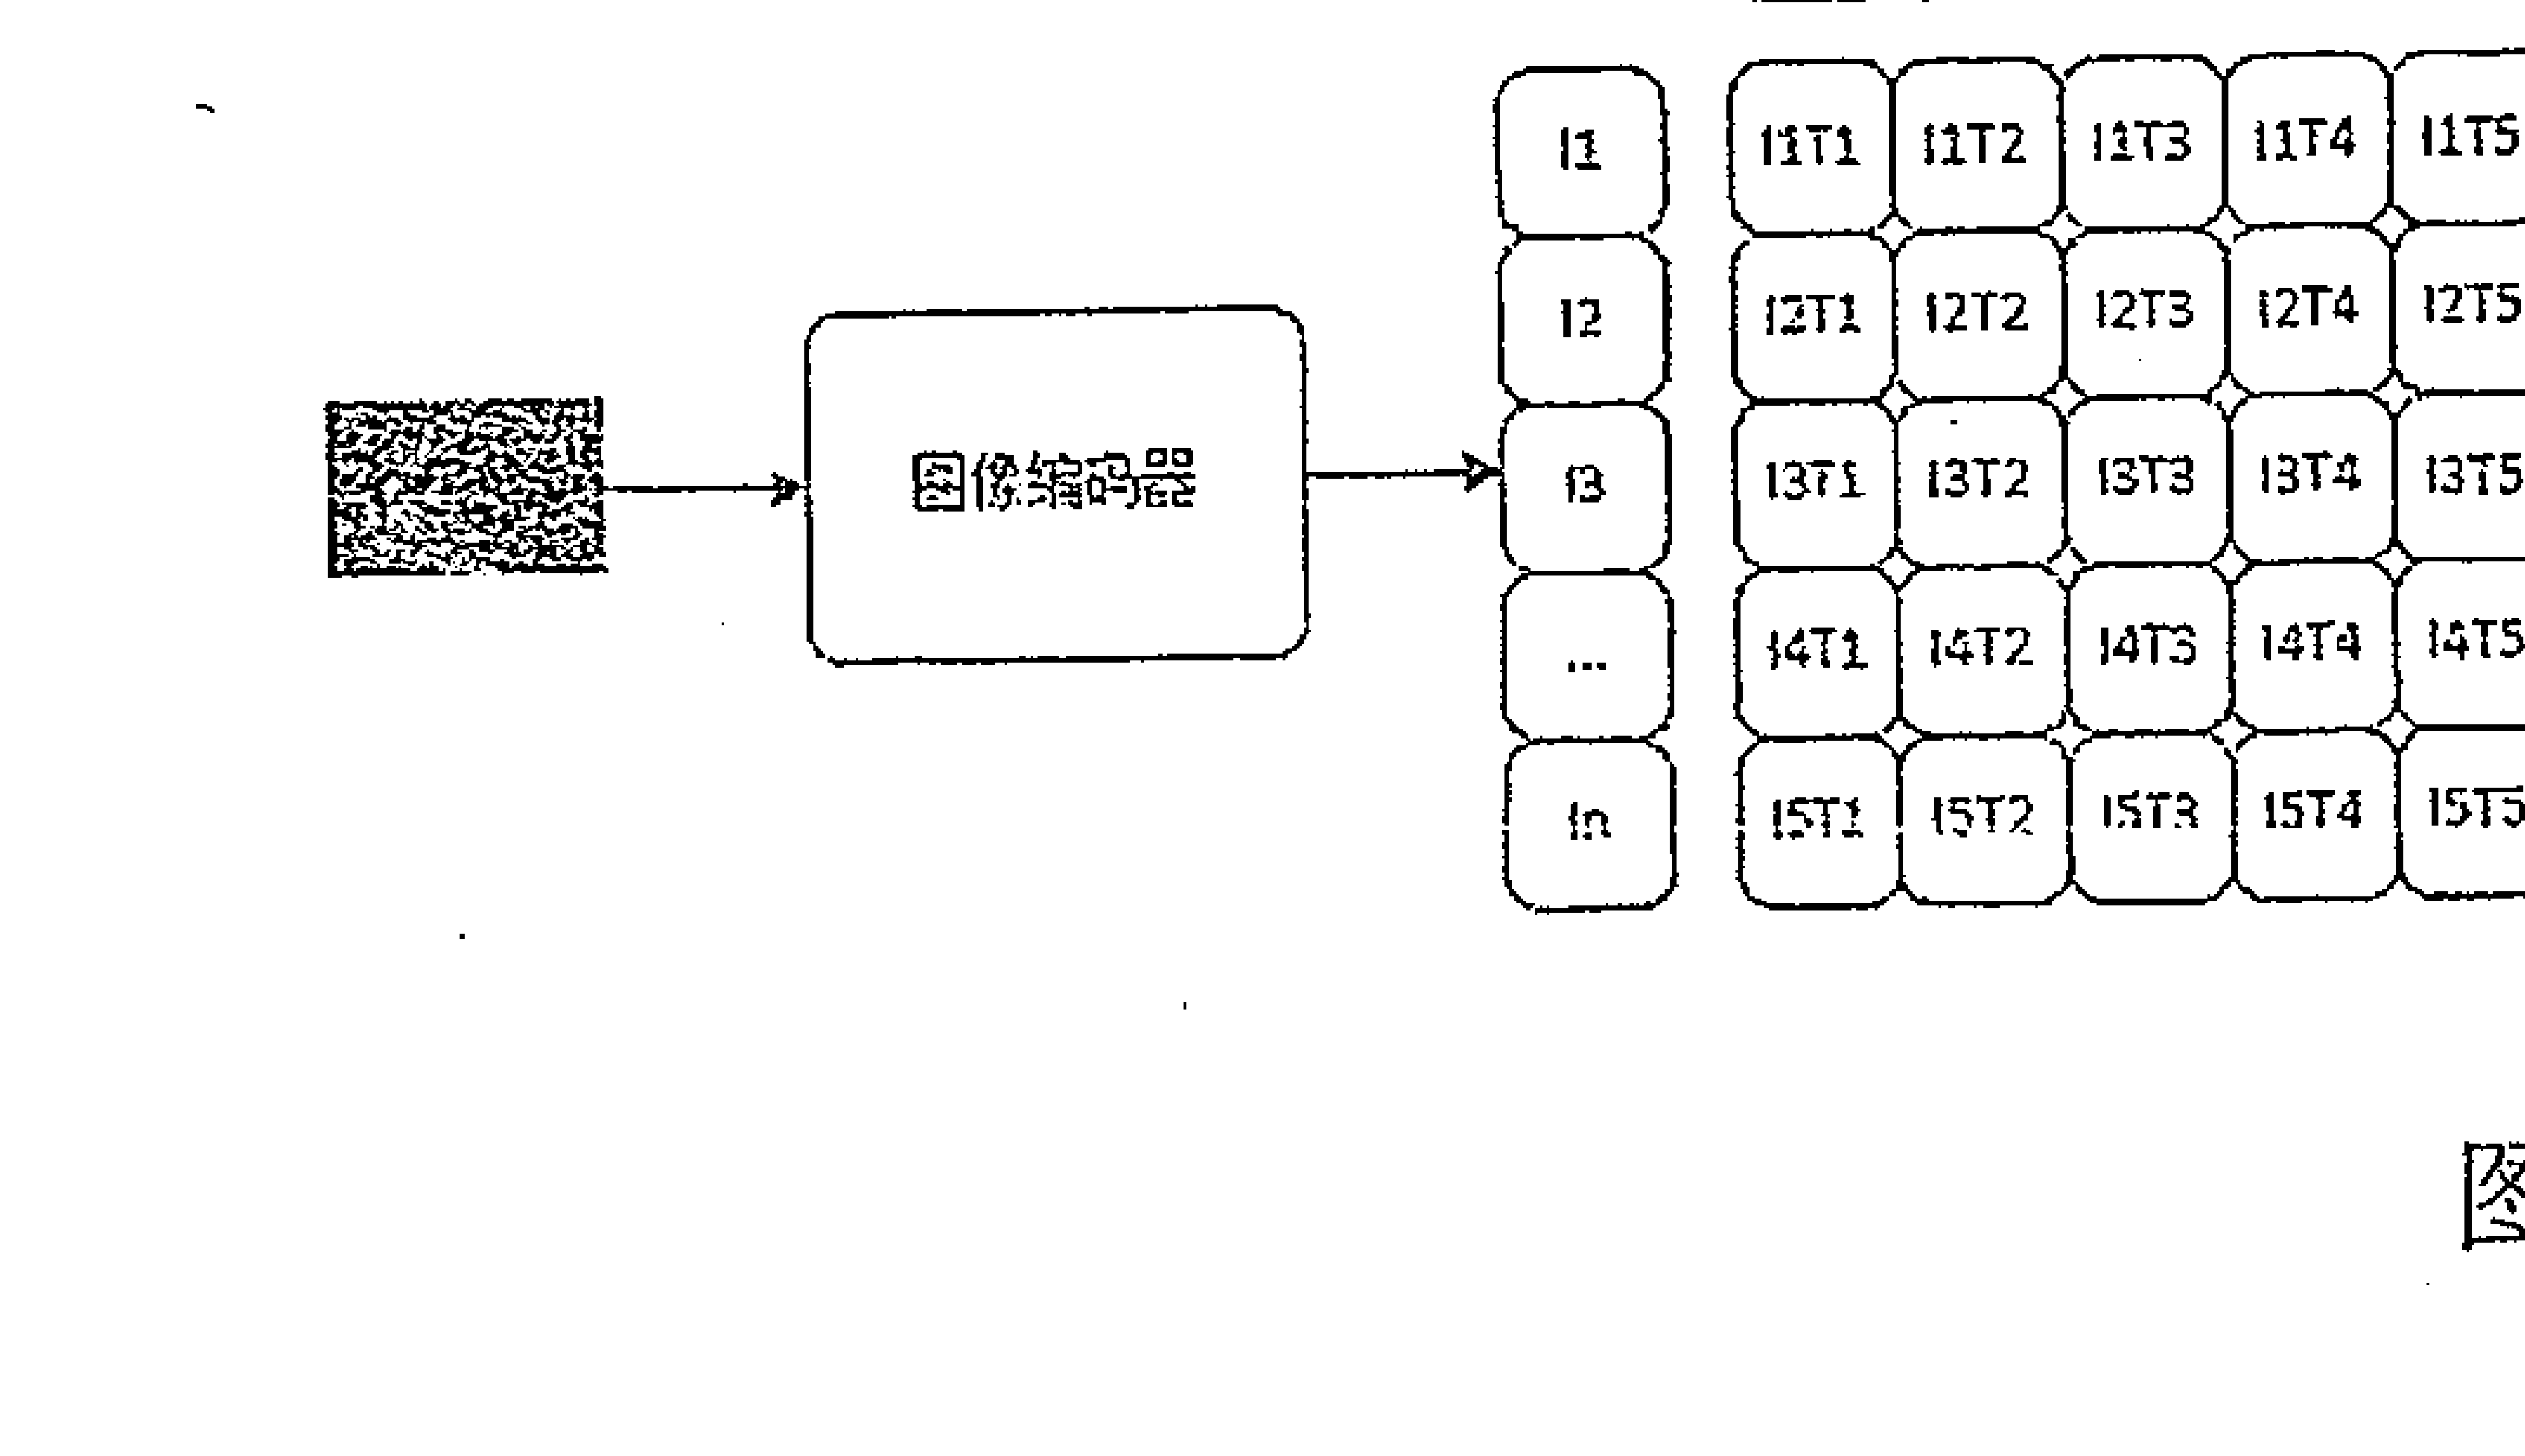 I1 I1T1 I1T2 I1T3 I1T4 I1T5
I2 I2T1 I2T2 I2T3 I2T4 I2T5
图像编码器
I3 I3T1 I3T2 I3T3 I3T4 I3T5
... I4T1 I4T2 I4T3 I4T4 I4T5
In I5T1 I5T2 I5T3 I5T4 I5T5
图